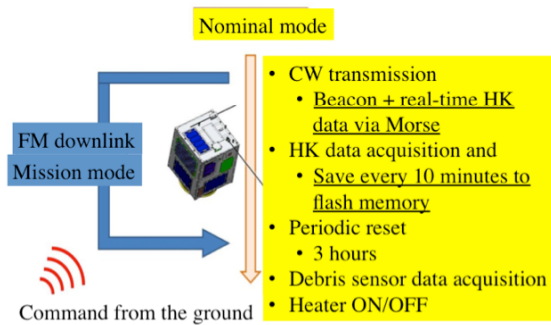 Nominal mode
FM downlink
Mission mode
Command from the ground
• CW transmission
• Beacon + real-time HK
data via Morse
• HK data acquisition and
• Save every 10 minutes to
flash memory
• Periodic reset
• 3 hours
• Debris sensor data acquisition
• Heater ON/OFF